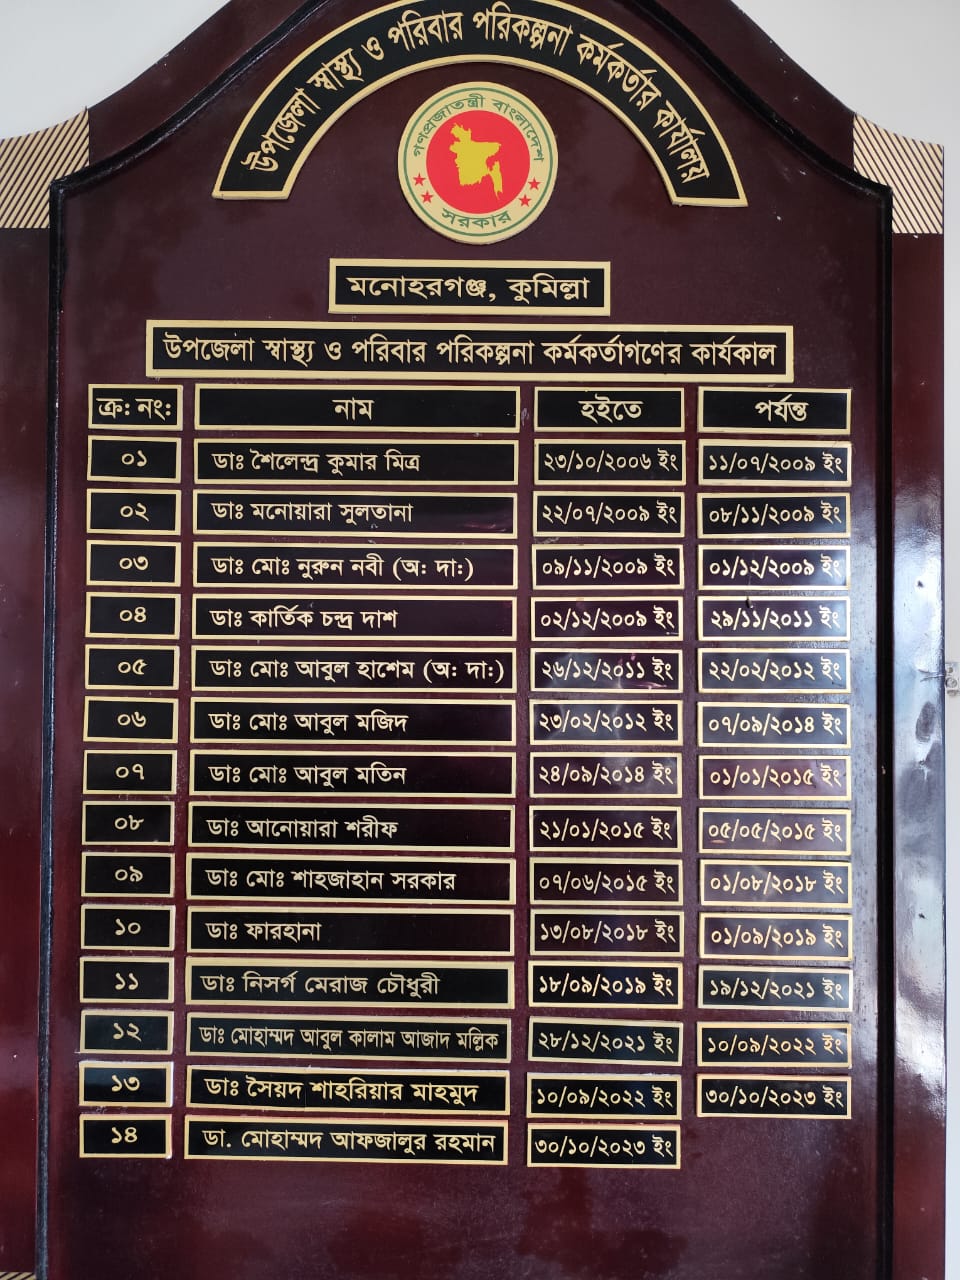 উপজেলা স্বাস্থ্য ও পরিবার পরিকল্পনা কর্মকর্তার কার্যালয়
গণপ্রজাতন্ত্রী বাংলাদেশ
সরকার
মনোহরগঞ্জ, কুমিল্লা
উপজেলা স্বাস্থ্য ও পরিবার পরিকল্পনা কর্মকর্তাগণের কার্যকাল
ক্র: নং: নাম হইতে পর্যন্ত
০১ ডাঃ শৈলেন্দ্র কুমার মিত্র ২৩/১০/২০০৬ ইং ১১/০৭/২০০৯ ইং
০২ ডাঃ মনোয়ারা সুলতানা ২২/০৭/২০০৯ ইং ০৮/১১/২০০৯ ইং
০৩ ডাঃ মোঃ নুরুন নবী (অ: দা:) ০৯/১১/২০০৯ ইং ০১/১২/২০০৯ ইং
০৪ ডাঃ কার্তিক চন্দ্র দাশ ০২/১২/২০০৯ ইং ২৯/১১/২০১১ ইং
০৫ ডাঃ মোঃ আবুল হাশেম (অ: দা:) ২৬/১২/২০১১ ইং ২২/০২/২০১২ ইং
০৬ ডাঃ মোঃ আবুল মজিদ ২৩/০২/২০১২ ইং ০৭/০৯/২০১৪ ইং
০৭ ডাঃ মোঃ আবুল মতিন ২৪/০৯/২০১৪ ইং ০১/০১/২০১৫ ইং
০৮ ডাঃ আনোয়ারা শরীফ ২১/০১/২০১৫ ইং ০৫/০৫/২০১৫ ইং
০৯ ডাঃ মোঃ শাহজাহান সরকার ০৭/০৬/২০১৫ ইং ০১/০৮/২০১৮ ইং
১০ ডাঃ ফারহানা ১৩/০৮/২০১৮ ইং ০১/০৯/২০১৯ ইং
১১ ডাঃ নিসর্গ মেরাজ চৌধুরী ১৮/০৯/২০১৯ ইং ১৯/১২/২০২১ ইং
১২ ডাঃ মোহাম্মদ আবুল কালাম আজাদ মল্লিক ২৮/১২/২০২১ ইং ১০/০৯/২০২২ ইং
১৩ ডাঃ সৈয়দ শাহরিয়ার মাহমুদ ১০/০৯/২০২২ ইং ৩০/১০/২০২৩ ইং
১৪ ডা. মোহাম্মদ আফজালুর রহমান ৩০/১০/২০২৩ ইং